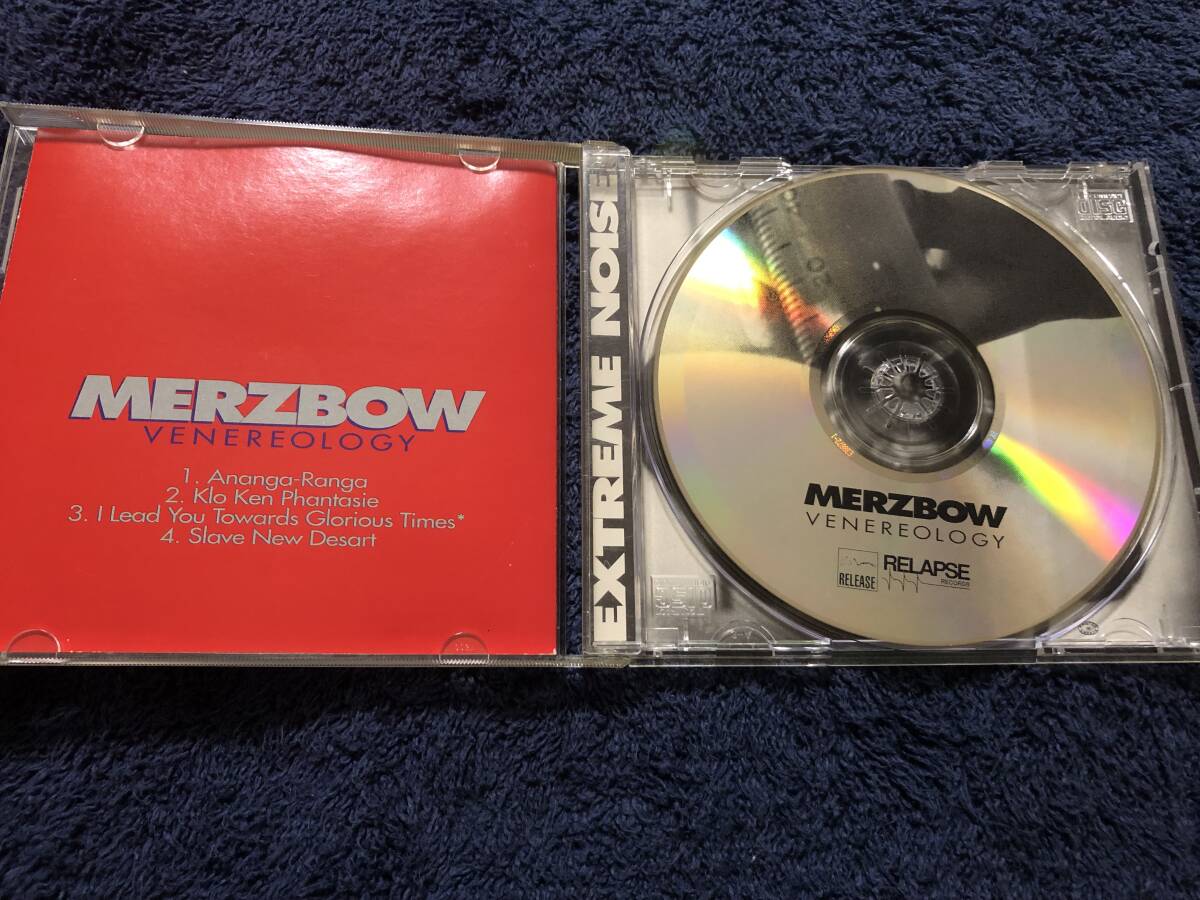 MERZBOW
VENEREOLOGY
1. Ananga-Ranga
2. Klo Ken Phantasie
3. I Lead You Towards Glorious Times*
4. Slave New Desart
EXTREME NOISE
DISC
MERZBOW
VENEREOLOGY
RELEASE
RELAPSE
RECORDS